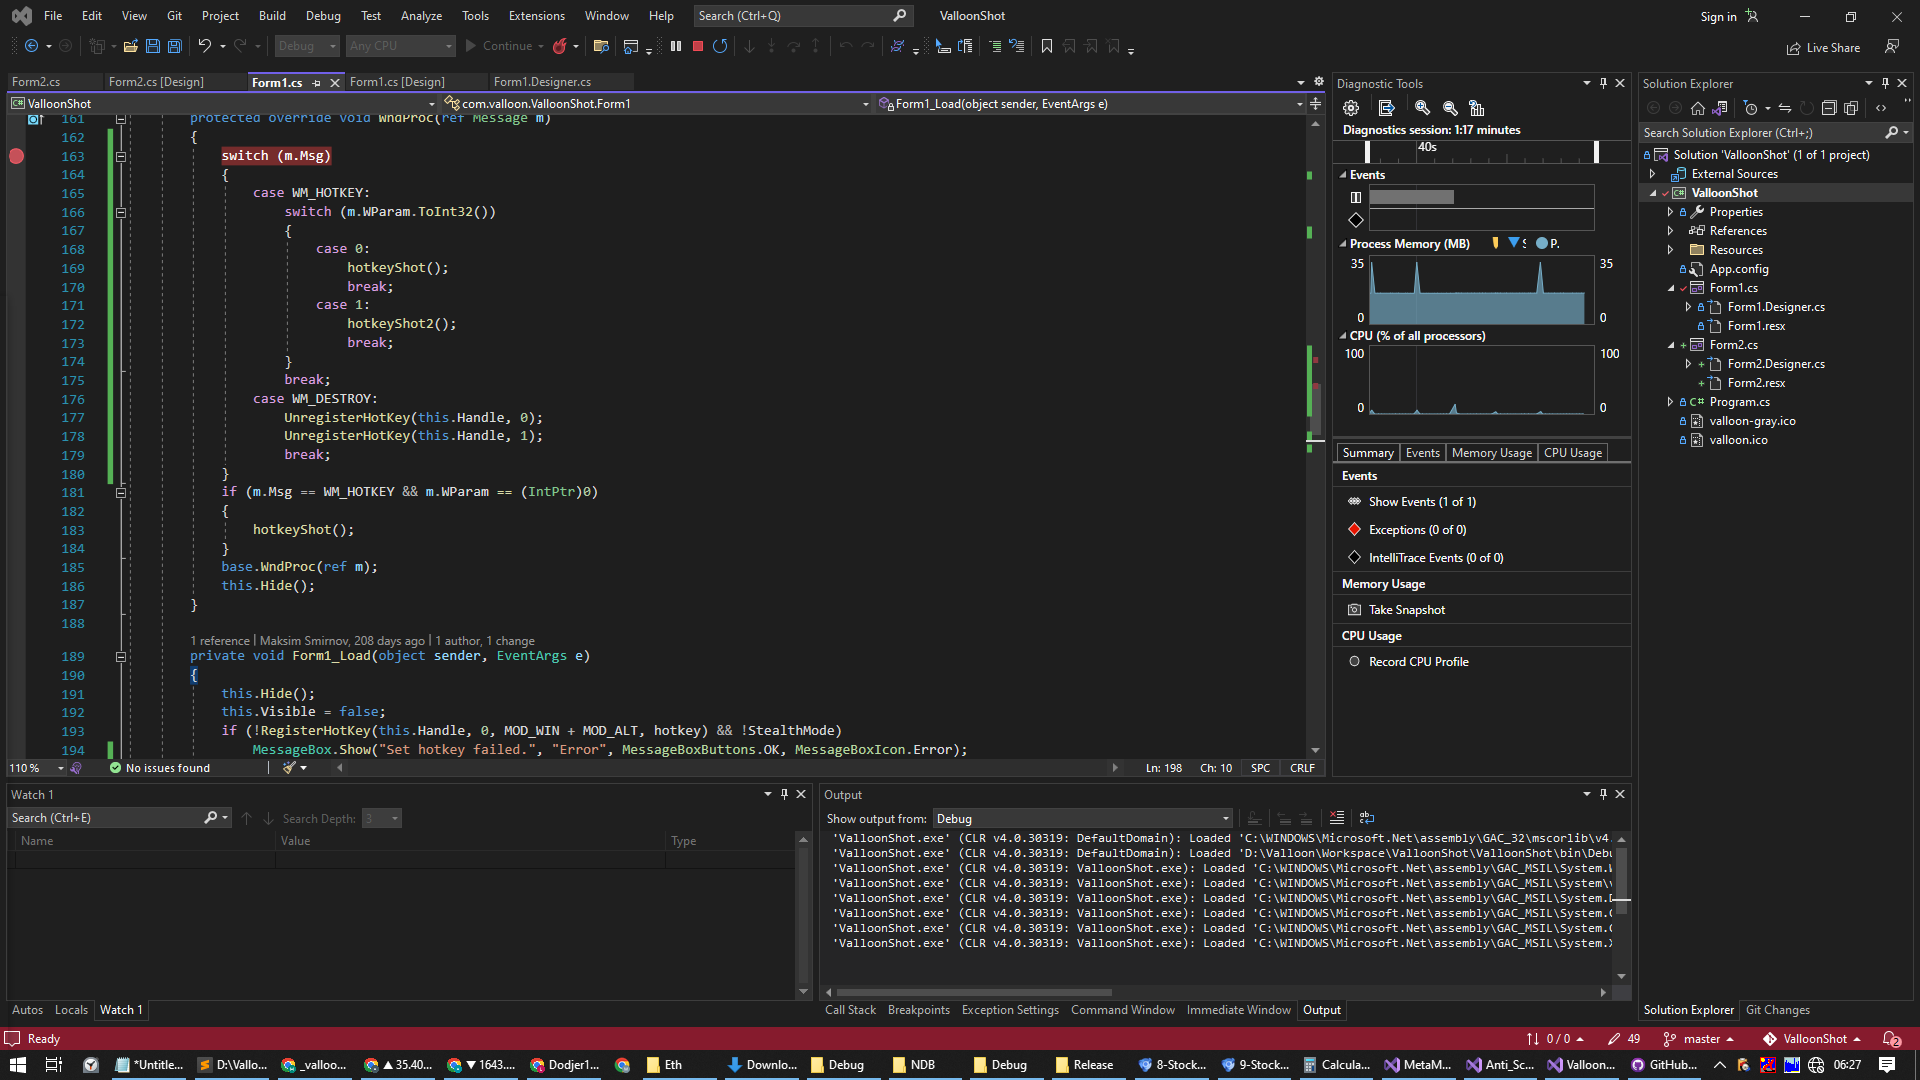 File Edit View Git Project Build Debug Test Analyze Tools Extensions Window Help Search (Ctrl+Q) ValloonShot Sign in
Debug Any CPU Continue Live Share
Form2.cs Form2.cs [Design] Form1.cs Form1.cs [Design] Form1.Designer.cs
ValloonShot com.valloon.ValloonShot.Form1 Form1_Load(object sender, EventArgs e)
161 protected override void WndProc(ref Message m)
162 {
163 switch (m.Msg)
164 {
165 case WM_HOTKEY:
166 switch (m.WParam.ToInt32())
167 {
168 case 0:
169 hotkeyShot();
170 break;
171 case 1:
172 hotkeyShot2();
173 break;
174 }
175 break;
176 case WM_DESTROY:
177 UnregisterHotKey(this.Handle, 0);
178 UnregisterHotKey(this.Handle, 1);
179 break;
180 }
181 if (m.Msg == WM_HOTKEY && m.WParam == (IntPtr)0)
182 {
183 hotkeyShot();
184 }
185 base.WndProc(ref m);
186 this.Hide();
187 }
188
1 reference | Maksim Smirnov, 208 days ago | 1 author, 1 change
189 private void Form1_Load(object sender, EventArgs e)
190 {
191 this.Hide();
192 this.Visible = false;
193 if (!RegisterHotKey(this.Handle, 0, MOD_WIN + MOD_ALT, hotkey) && !StealthMode)
194 MessageBox.Show("Set hotkey failed.", "Error", MessageBoxButtons.OK, MessageBoxIcon.Error);
110 % No issues found Ln: 198 Ch: 10 SPC CRLF
Diagnostic Tools
Diagnostics session: 1:17 minutes
40s
Events
Process Memory (MB) S P.
35 35
0 0
CPU (% of all processors)
100 100
0 0
Summary Events Memory Usage CPU Usage
Events
Show Events (1 of 1)
Exceptions (0 of 0)
IntelliTrace Events (0 of 0)
Memory Usage
Take Snapshot
CPU Usage
Record CPU Profile
Solution Explorer
Search Solution Explorer (Ctrl+;)
Solution 'ValloonShot' (1 of 1 project)
External Sources
ValloonShot
Properties
References
Resources
App.config
Form1.cs
Form1.Designer.cs
Form1.resx
Form2.cs
Form2.Designer.cs
Form2.resx
C# Program.cs
valloon-gray.ico
valloon.ico
Watch 1
Search (Ctrl+E) Search Depth: 3
Name Value Type
Autos Locals Watch 1
Output
Show output from: Debug
'ValloonShot.exe' (CLR v4.0.30319: DefaultDomain): Loaded 'C:\WINDOWS\Microsoft.Net\assembly\GAC_32\mscorlib\v4.
'ValloonShot.exe' (CLR v4.0.30319: DefaultDomain): Loaded 'D:\Valloon\Workspace\ValloonShot\ValloonShot\bin\Debu
'ValloonShot.exe' (CLR v4.0.30319: ValloonShot.exe): Loaded 'C:\WINDOWS\Microsoft.Net\assembly\GAC_MSIL\System.W
'ValloonShot.exe' (CLR v4.0.30319: ValloonShot.exe): Loaded 'C:\WINDOWS\Microsoft.Net\assembly\GAC_MSIL\System\v
'ValloonShot.exe' (CLR v4.0.30319: ValloonShot.exe): Loaded 'C:\WINDOWS\Microsoft.Net\assembly\GAC_MSIL\System.D
'ValloonShot.exe' (CLR v4.0.30319: ValloonShot.exe): Loaded 'C:\WINDOWS\Microsoft.Net\assembly\GAC_MSIL\System.C
'ValloonShot.exe' (CLR v4.0.30319: ValloonShot.exe): Loaded 'C:\WINDOWS\Microsoft.Net\assembly\GAC_MSIL\System.C
'ValloonShot.exe' (CLR v4.0.30319: ValloonShot.exe): Loaded 'C:\WINDOWS\Microsoft.Net\assembly\GAC_MSIL\System.X
Call Stack Breakpoints Exception Settings Command Window Immediate Window Output
Solution Explorer Git Changes
Ready 0 / 0 49 master ValloonShot 2
*Untitle... D:\Vallo... _valloo... ▲ 35.40... ▼ 1643.... Dodjer1... Eth Downlo... Debug NDB Debug Release 8-Stock... 9-Stock... Calcula... MetaM... Anti_Sc... Valloon... GitHub... 06:27